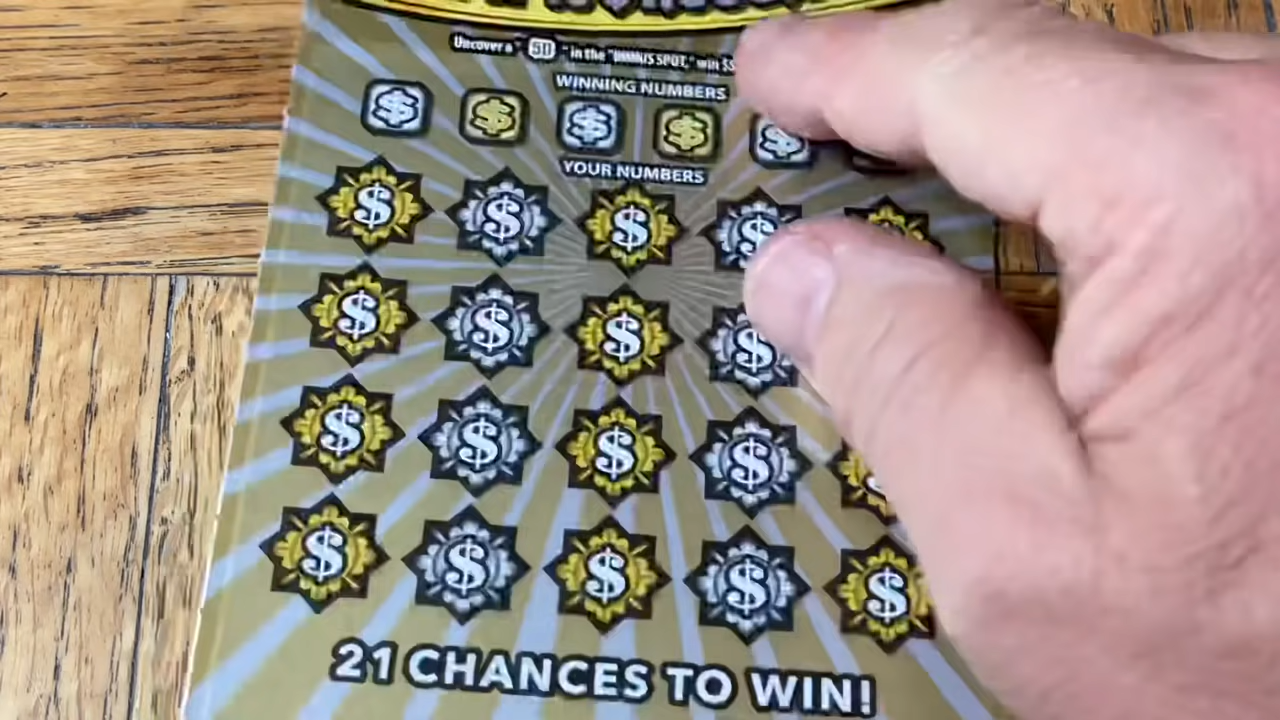 Uncover a "50" in the "BONUS SPOT," win
WINNING NUMBERS
$ $ $ $ $
YOUR NUMBERS
$ $ $ $
$ $ $ $
$ $ $ $ $
$ $ $ $ $
21 CHANCES TO WIN!